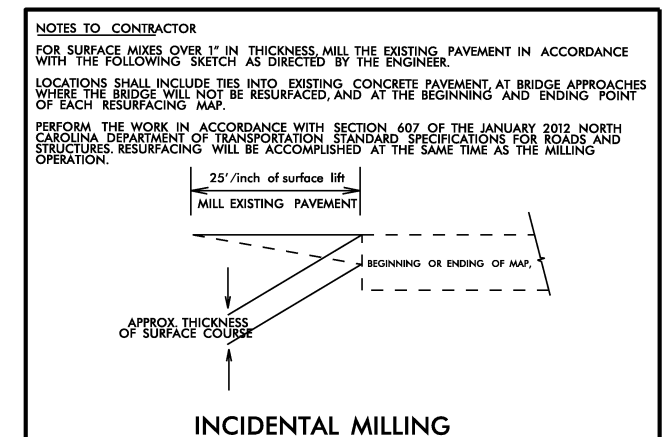 NOTES TO CONTRACTOR
FOR SURFACE MIXES OVER 1" IN THICKNESS, MILL THE EXISTING PAVEMENT IN ACCORDANCE
WITH THE FOLLOWING SKETCH AS DIRECTED BY THE ENGINEER.
LOCATIONS SHALL INCLUDE TIES INTO EXISTING CONCRETE PAVEMENT, AT BRIDGE APPROACHES
WHERE THE BRIDGE WILL NOT BE RESURFACED, AND AT THE BEGINNING AND ENDING POINT
OF EACH RESURFACING MAP.
PERFORM THE WORK IN ACCORDANCE WITH SECTION 607 OF THE JANUARY 2012 NORTH
CAROLINA DEPARTMENT OF TRANSPORTATION STANDARD SPECIFICATIONS FOR ROADS AND
STRUCTURES. RESURFACING WILL BE ACCOMPLISHED AT THE SAME TIME AS THE MILLING
OPERATION.
25'/inch of surface lift
MILL EXISTING PAVEMENT
BEGINNING OR ENDING OF MAP,
APPROX. THICKNESS
OF SURFACE COURSE
INCIDENTAL MILLING